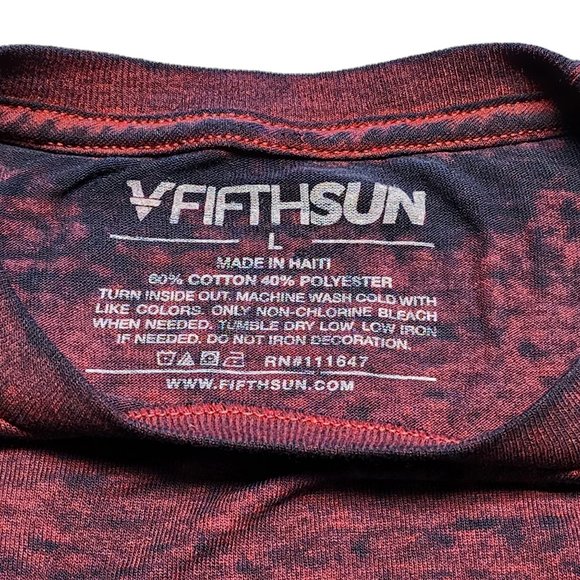 FIFTHSUN
L
MADE IN HAITI
60% COTTON 40% POLYESTER
TURN INSIDE OUT. MACHINE WASH COLD WITH
LIKE COLORS. ONLY NON-CHLORINE BLEACH
WHEN NEEDED. TUMBLE DRY LOW. LOW IRON
IF NEEDED. DO NOT IRON DECORATION.
RN#111647
WWW.FIFTHSUN.COM